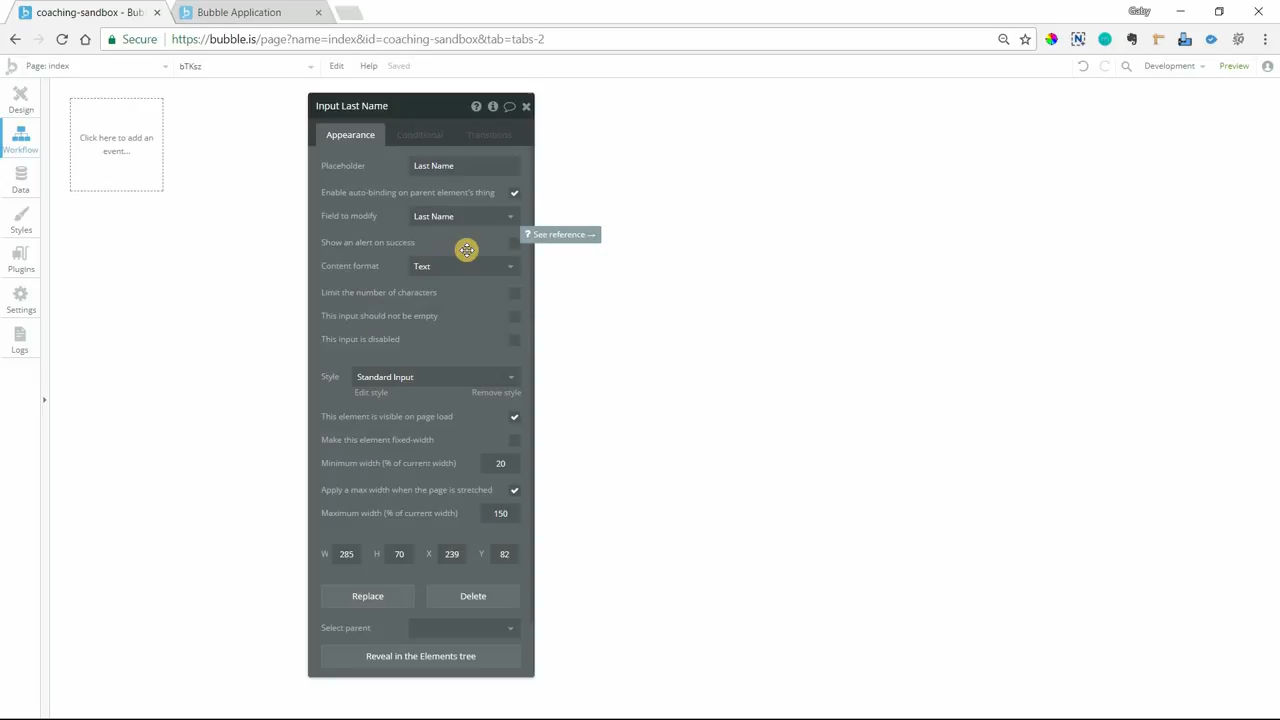 coaching-sandbox - Bub
Bubble Application
Secure
https://bubble.is/page?name=index&id=coaching-sandbox&tab=tabs-2
Page: index
bTKsz
Edit
Help
Saved
Development
Preview
Design
Workflow
Data
Styles
Plugins
Settings
Logs
Click here to add an
event...
Input Last Name
Appearance
Conditional
Transitions
Placeholder
Last Name
Enable auto-binding on parent element's thing
Field to modify
Last Name
? See reference →
Show an alert on success
Content format
Text
Limit the number of characters
This input should not be empty
This input is disabled
Style
Standard Input
Edit style
Remove style
This element is visible on page load
Make this element fixed-width
Minimum width (% of current width)
20
Apply a max width when the page is stretched
Maximum width (% of current width)
150
W 285 H 70 X 239 Y 82
Replace
Delete
Select parent
Reveal in the Elements tree